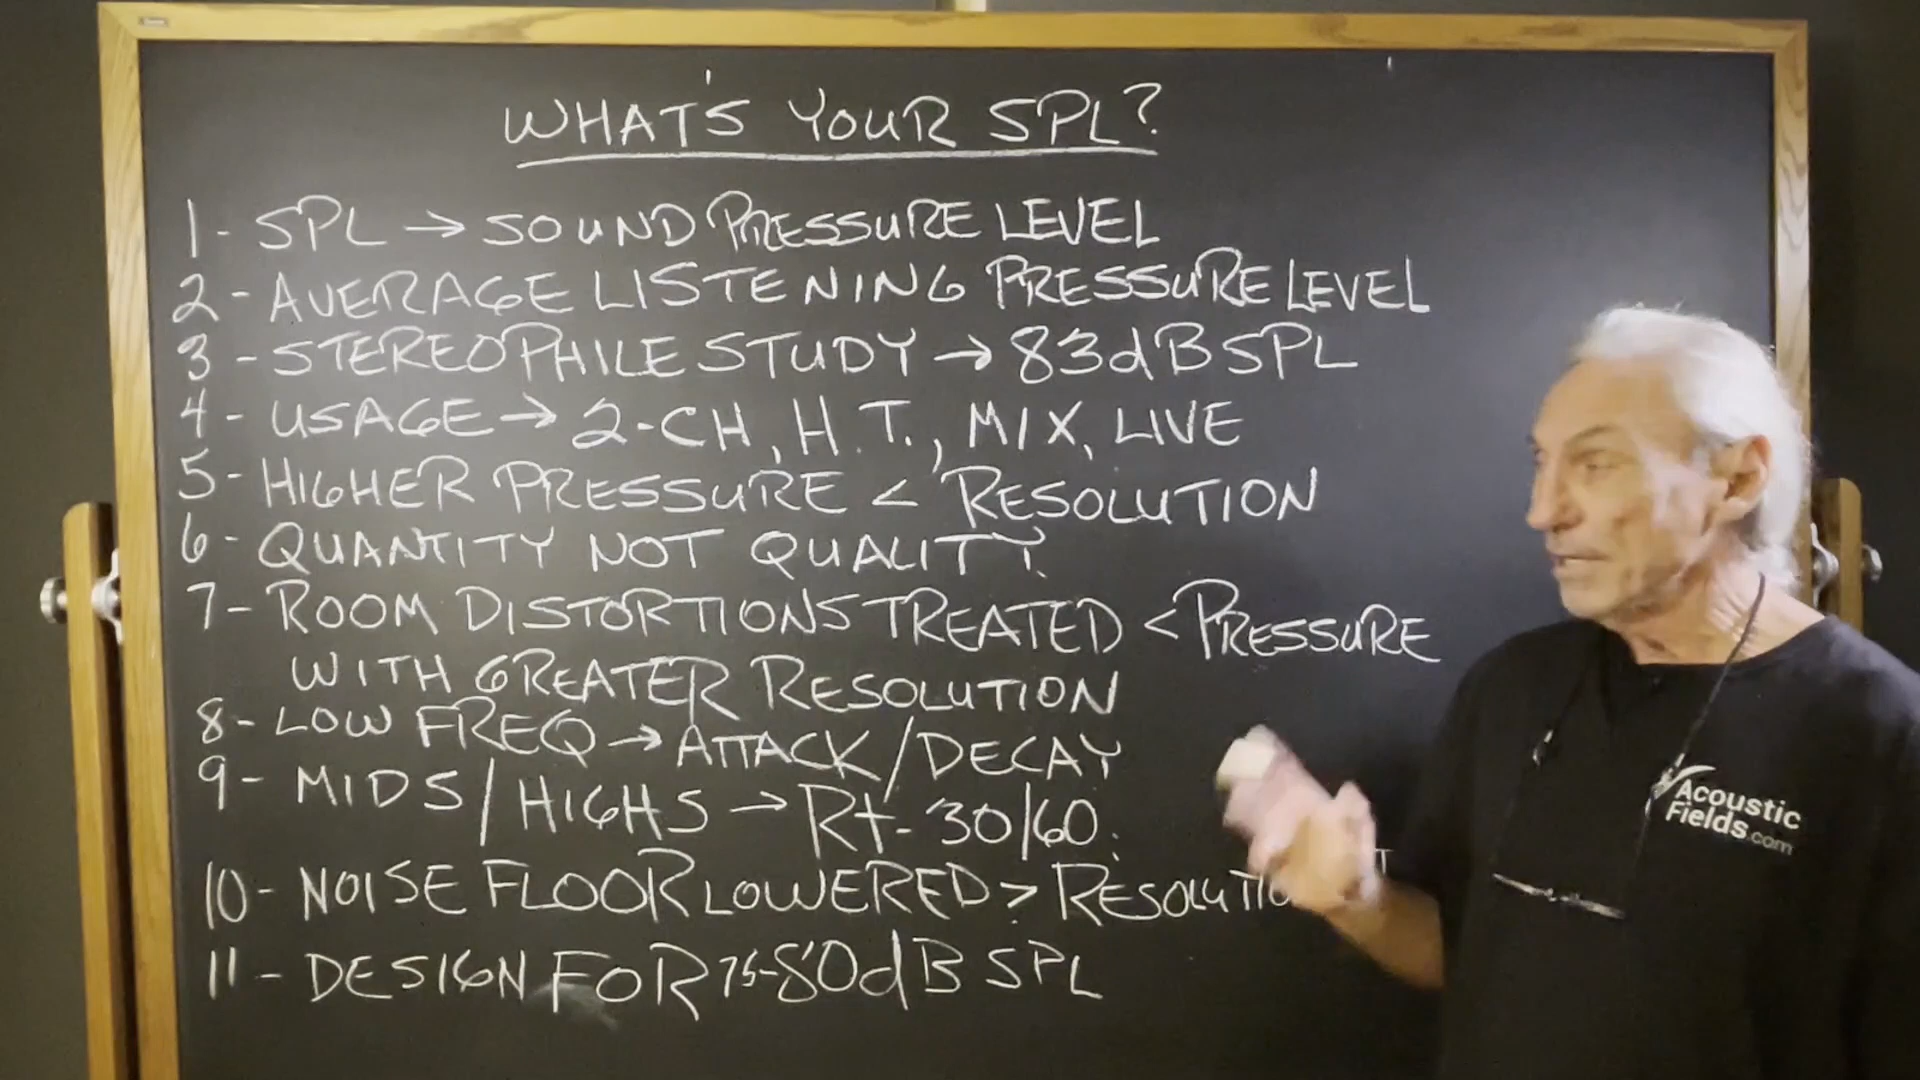 WHAT'S YOUR SPL?
1 - SPL → SOUND PRESSURE LEVEL
2 - AVERAGE LISTENING PRESSURE LEVEL
3 - STEREOPHILE STUDY → 83dB SPL
4 - USAGE → 2-CH, H.T., MIX, LIVE
5 - HIGHER PRESSURE < RESOLUTION
6 - QUANTITY NOT QUALITY.
7 - ROOM DISTORTIONS TREATED < PRESSURE
WITH GREATER RESOLUTION
8 - LOW FREQ → ATTACK/DECAY
9 - MIDS/HIGHS → Rt-30/60.
10 - NOISE FLOOR LOWERED > 
11 - DESIGN FOR 75-80dB SPL
Acoustic
Fields.com